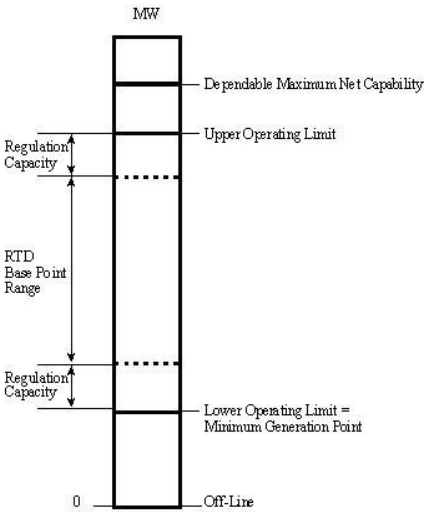 MW
Dependable Maximum Net Capability
Upper Operating Limit
Regulation
Capacity
RTD
Base Point
Range
Regulation
Capacity
Lower Operating Limit =
Minimum Generation Point
0
Off-Line